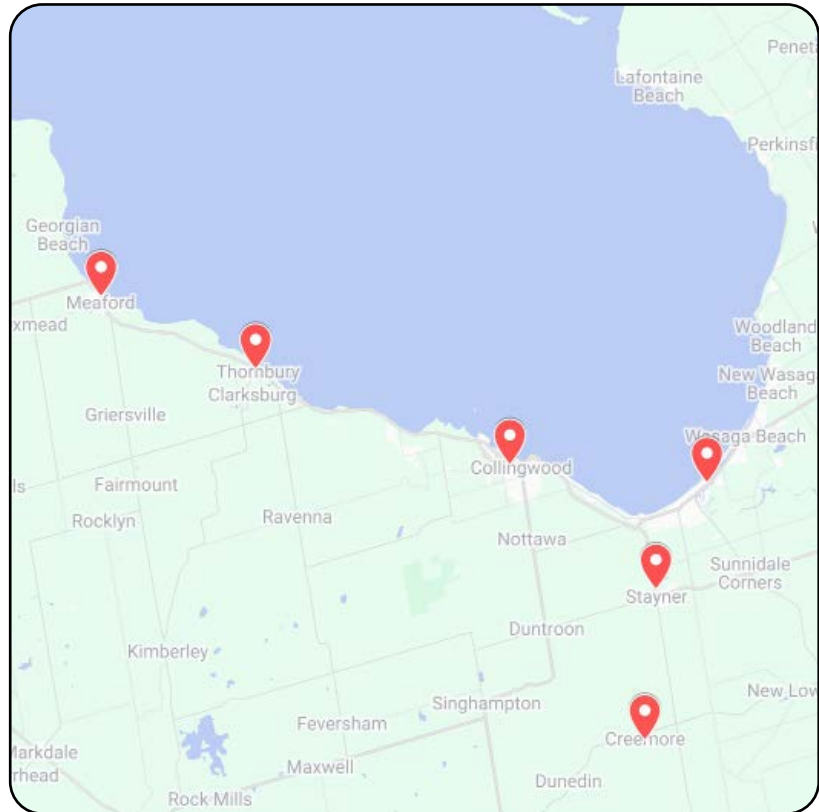 Penet
Lafontaine
Beach
Perkinsfi
Georgian
Beach
Meaford
xmead
Woodland
Beach
Thornbury
Clarksburg
New Wasag
Beach
Griersville
Wasaga Beach
Collingwood
ls
Fairmount
Rocklyn
Ravenna
Nottawa
Sunnidale
Corners
Stayner
Duntroon
Kimberley
New Low
Singhampton
Feversham
Creemore
Markdale
rhead
Maxwell
Dunedin
Rock Mills